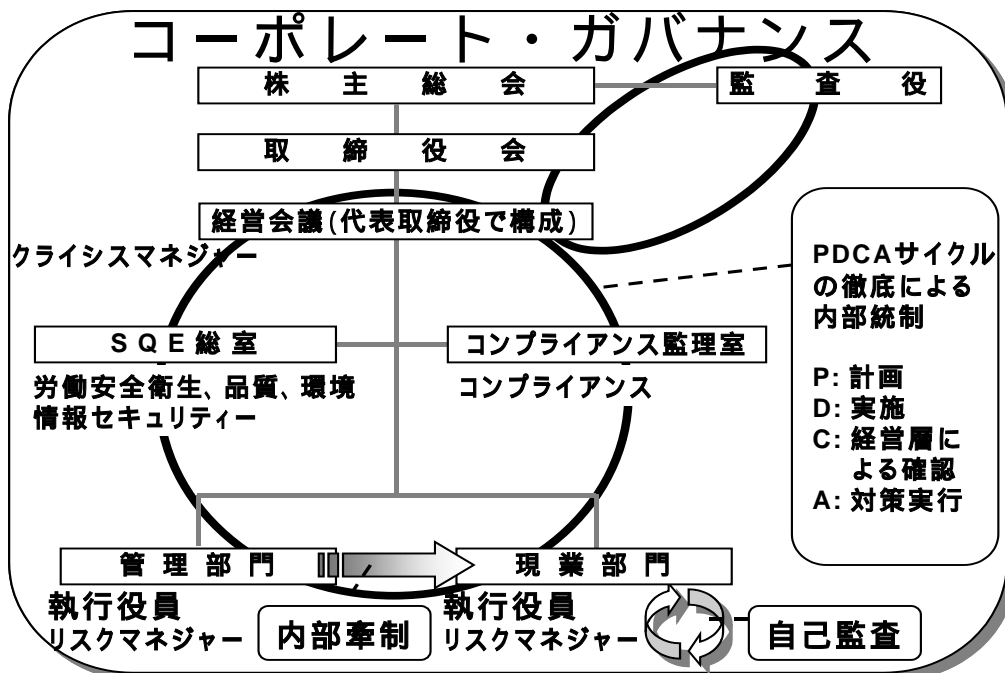 コーポレート・ガバナンス
株主総会
監査役
取締役会
経営会議(代表取締役で構成)
クライシスマネジャー
PDCAサイクル
の徹底による
内部統制
P: 計画
D: 実施
C: 経営層に
よる確認
A: 対策実行
SQE総室
コンプライアンス監理室
労働安全衛生、品質、環境
情報セキュリティー
コンプライアンス
管理部門
現業部門
執行役員
リスクマネジャー
内部牽制
執行役員
リスクマネジャー
自己監査